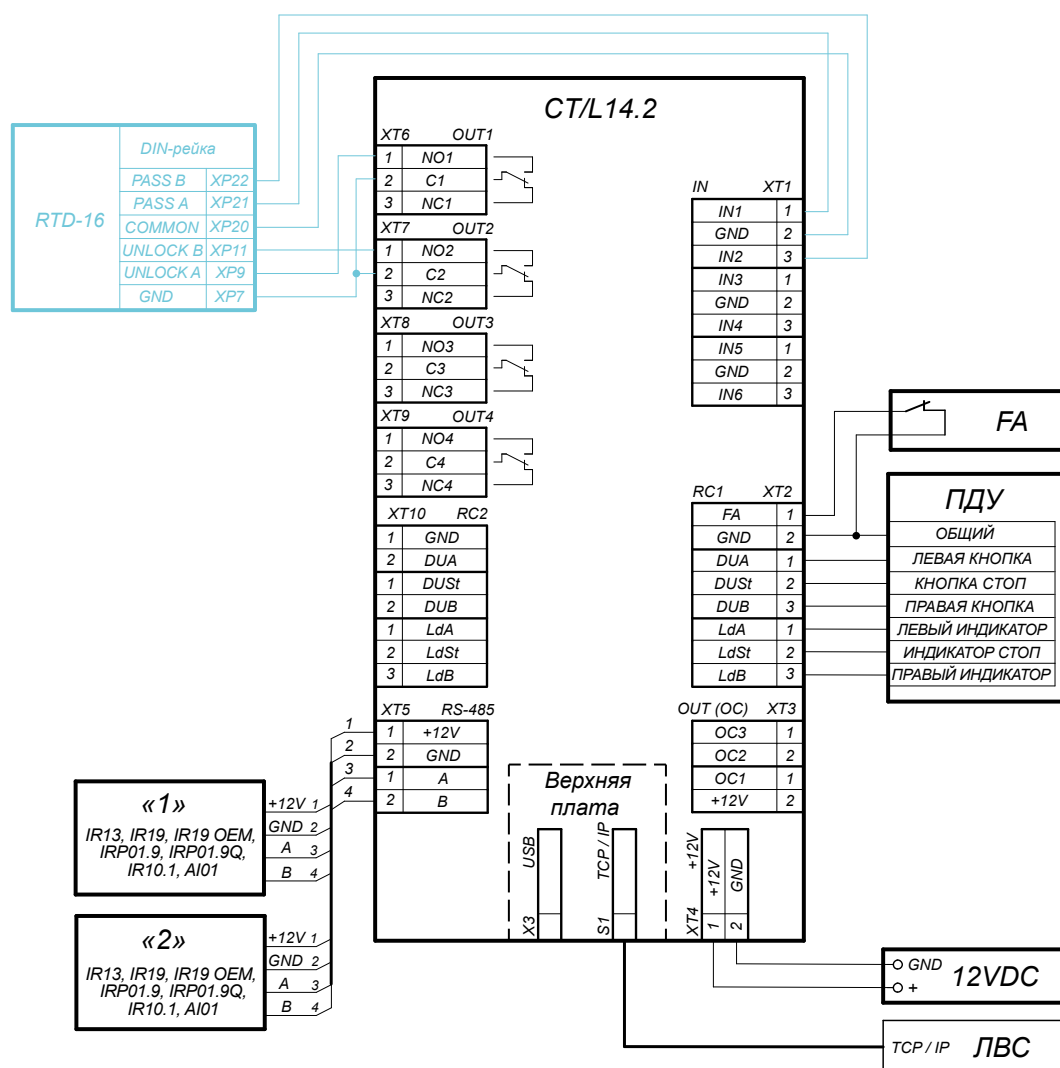 CT/L14.2
RTD-16
DIN-рейка
PASS B XP22
PASS A XP21
COMMON XP20
UNLOCK B XP11
UNLOCK A XP9
GND XP7
XT6 OUT1
1 NO1
2 C1
3 NC1
XT7 OUT2
1 NO2
2 C2
3 NC2
XT8 OUT3
1 NO3
2 C3
3 NC3
XT9 OUT4
1 NO4
2 C4
3 NC4
XT10 RC2
1 GND
2 DUA
1 DUSt
2 DUB
1 LdA
2 LdSt
3 LdB
XT5 RS-485
1 1 +12V
2 2 GND
3 1 A
4 2 B
IN XT1
IN1 1
GND 2
IN2 3
IN3 1
GND 2
IN4 3
IN5 1
GND 2
IN6 3
RC1 XT2
FA 1
GND 2
DUA 1
DUSt 2
DUB 3
LdA 1
LdSt 2
LdB 3
OUT (OC) XT3
OC3 1
OC2 2
OC1 1
+12V 2
FA
ПДУ
ОБЩИЙ
ЛЕВАЯ КНОПКА
КНОПКА СТОП
ПРАВАЯ КНОПКА
ЛЕВЫЙ ИНДИКАТОР
ИНДИКАТОР СТОП
ПРАВЫЙ ИНДИКАТОР
«1»
IR13, IR19, IR19 OEM,
IRP01.9, IRP01.9Q,
IR10.1, AI01
+12V 1
GND 2
A 3
B 4
«2»
IR13, IR19, IR19 OEM,
IRP01.9, IRP01.9Q,
IR10.1, AI01
+12V 1
GND 2
A 3
B 4
Верхняя
плата
X3 USB
S1 TCP / IP
XT4 +12V
1 +12V
2 GND
GND
+
12VDC
TCP / IP ЛВС